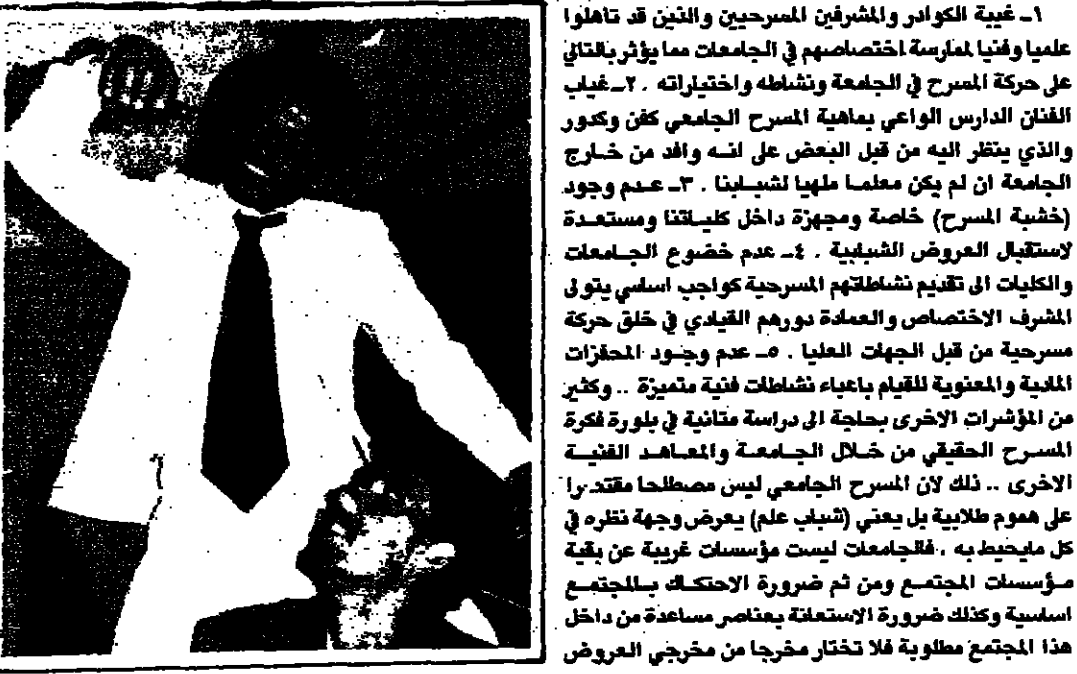 ١ـ غيبة الكوادر والمشرفين المسرحيين والذين قد تاهلوا
علميا وفنيا لممارسة اختصاصهم في الجامعات مما يؤثر بالتالي
على حركة المسرح في الجامعة ونشاطه واختياراته . ٢ـ غياب
الفنان الدارس الواعي بماهية المسرح الجامعي كفن وكدور
والذي ينظر اليه من قبل البعض على انه وافد من خارج
الجامعة ان لم يكن معلما ملهيا لشبابنا . ٣ـ عدم وجود
(خشبة المسرح) خاصة ومجهزة داخل كلياتنا ومستعدة
لاستقبال العروض الشبابية . ٤ـ عدم خضوع الجامعات
والكليات الى تقديم نشاطاتهم المسرحية كواجب اساسي يتولى
المشرف الاختصاص والعمادة دورهم القيادي في خلق حركة
مسرحية من قبل الجهات العليا . ٥ـ عدم وجود المحفزات
المادية والمعنوية للقيام باعباء نشاطات فنية متميزة .. وكثير
من المؤشرات الاخرى بحاجة الى دراسة متانية في بلورة فكرة
المسرح الحقيقي من خلال الجامعة والمعاهد الفنية
الاخرى .. ذلك لان المسرح الجامعي ليس مصطلحا
على هموم طلابية بل يعني (شباب علم) يعرض وجهة نظره في
كل مايحيط به . فالجامعات ليست مؤسسات غريبة عن بقية
مؤسسات المجتمع ومن ثم ضرورة الاحتكاك بالمجتمع
اساسية وكذلك ضرورة الاستعانة بعناصر مساعدة من داخل
هذا المجتمع مطلوبة فلا تختار مخرجا من مخرجي العروض